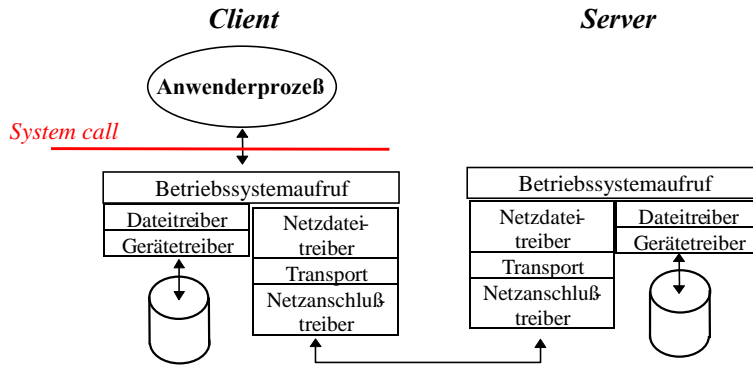 Client
Server
Anwenderprozeß
System call
Betriebssystemaufruf
Dateitreiber
Gerätetreiber
Netzdatei-
treiber
Transport
Netzanschluß-
treiber
Betriebssystemaufruf
Netzdatei-
treiber
Transport
Netzanschluß-
treiber
Dateitreiber
Gerätetreiber